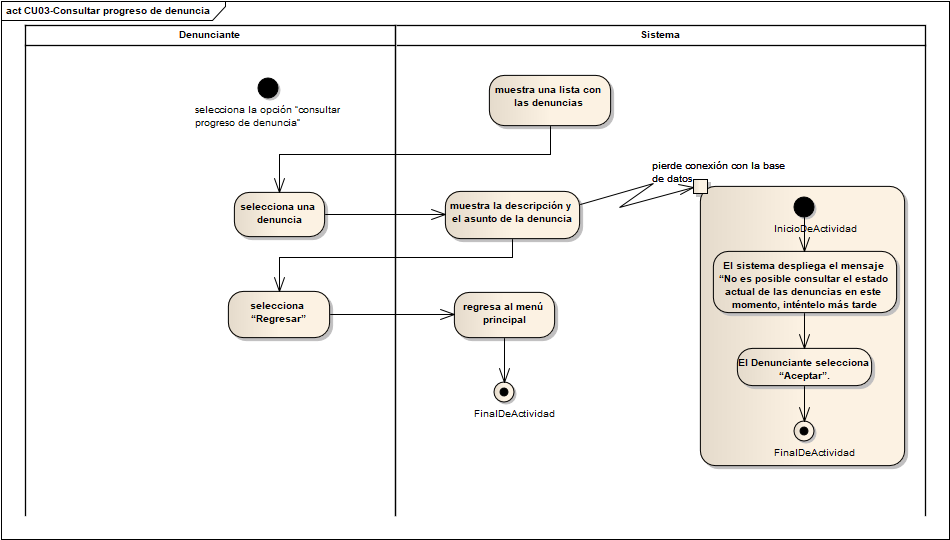 act CU03-Consultar progreso de denuncia
Denunciante
Sistema
selecciona la opción "consultar
progreso de denuncia"
muestra una lista con
las denuncias
selecciona una
denuncia
muestra la descripción y
el asunto de la denuncia
pierde conexión con la base
de datos
InicioDeActividad
El sistema despliega el mensaje
“No es posible consultar el estado
actual de las denuncias en este
momento, inténtelo más tarde
El Denunciante selecciona
“Aceptar”.
FinalDeActividad
selecciona
“Regresar”
regresa al menú
principal
FinalDeActividad